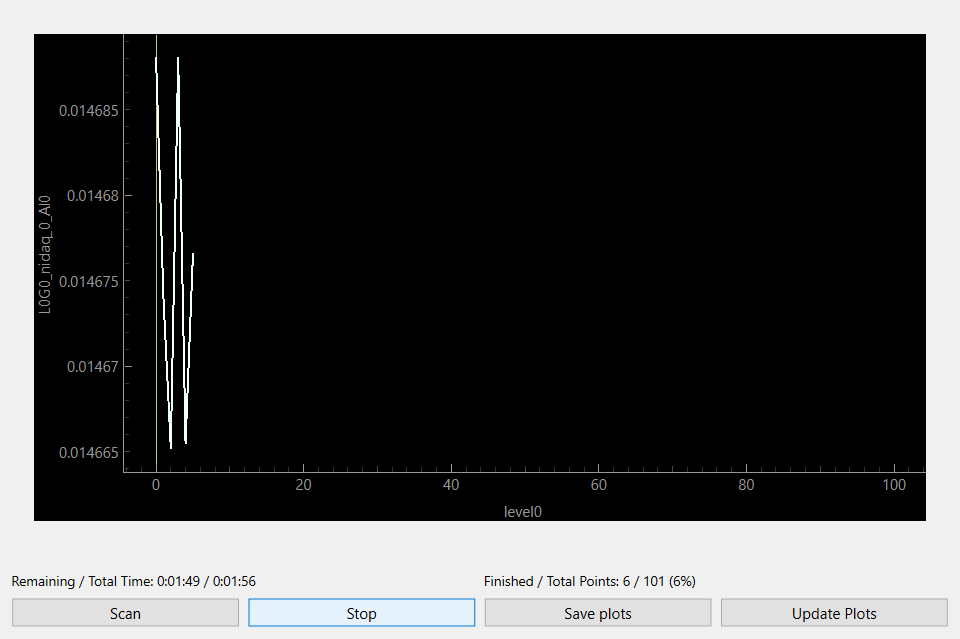 0.014685
0.01468
0.014675
0.01467
0.014665
L0G0_nidaq_0_AI0
0 20 40 60 80 100
level0
Remaining / Total Time: 0:01:49 / 0:01:56 Finished / Total Points: 6 / 101 (6%)
Scan Stop Save plots Update Plots